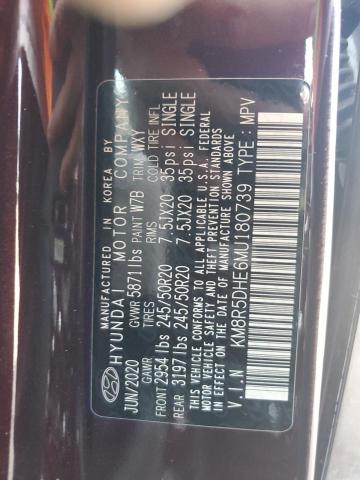 MANUFACTURED IN KOREA BY
HYUNDAI MOTOR COMPANY
JUN/2020 GVWR 5871 lbs PAINT W7B TRIM WXY
GAWR TIRES RIMS COLD TIRE INFL
FRONT 2954 lbs 245/50R20 7.5JX20 35psi SINGLE
REAR 3197 lbs 245/50R20 7.5JX20 35psi SINGLE
THIS VEHICLE CONFORMS TO ALL APPLICABLE U.S.A. FEDERAL
MOTOR VEHICLE SAFETY, BUMPER, AND THEFT PREVENTION
STANDARDS IN EFFECT ON THE DATE OF MANUFACTURE SHOWN ABOVE.
V.I.N KM8R5DHE6MU180739 TYPE : MPV